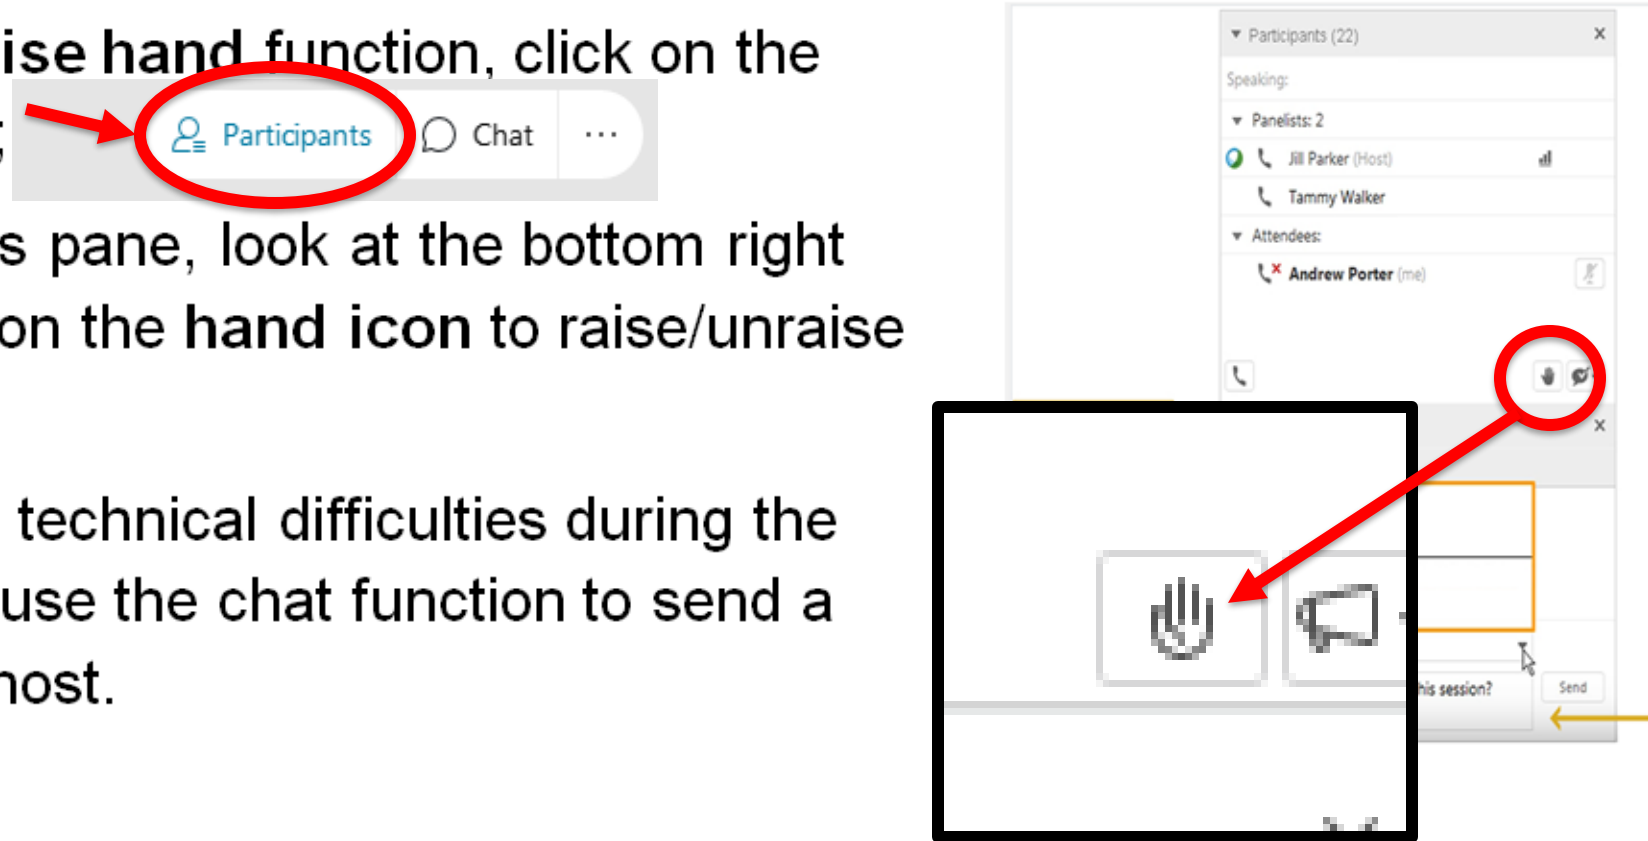 ise hand function, click on the
; Participants Chat ...
s pane, look at the bottom right
on the hand icon to raise/unraise
technical difficulties during the
use the chat function to send a
host.
Participants (22) x
Speaking:
Panelists: 2
Jill Parker (Host)
Tammy Walker
Attendees:
Andrew Porter (me)
x
his session? Send